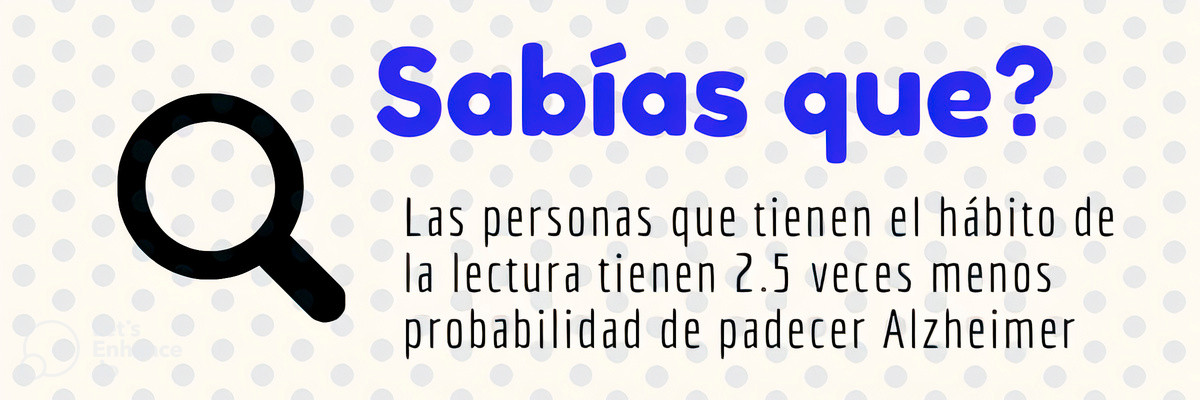 Sabías que?
Las personas que tienen el hábito de
la lectura tienen 2.5 veces menos
probabilidad de padecer Alzheimer
Let's
Enhance